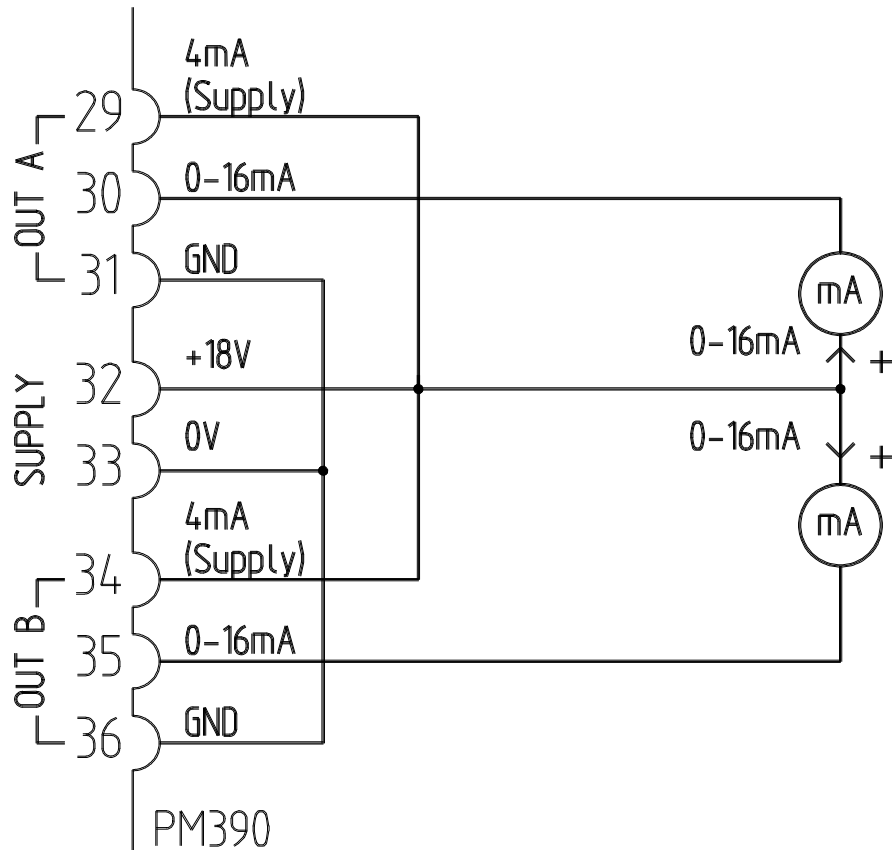 4mA
(Supply)
29
OUT A
30
0-16mA
31
GND
mA
0-16mA
+
+18V
32
SUPPLY
0V
33
0-16mA
+
4mA
(Supply)
34
mA
OUT B
35
0-16mA
36
GND
PM390